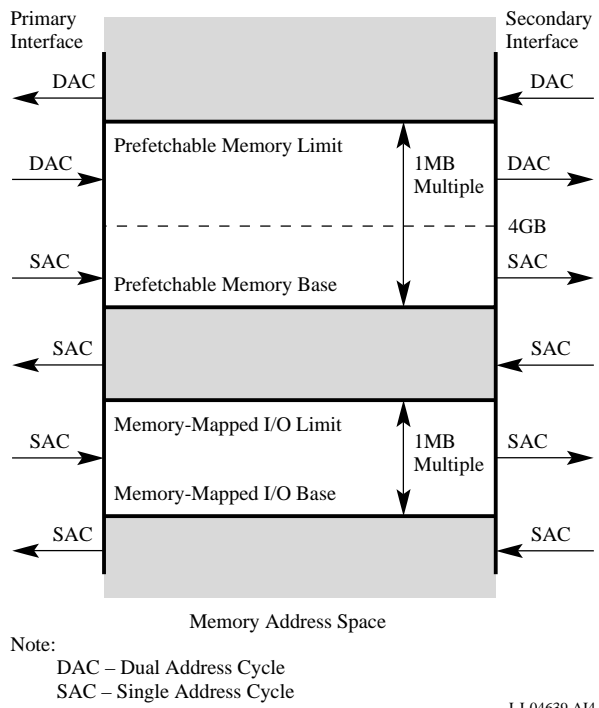 Primary Interface
Secondary Interface
DAC
DAC
Prefetchable Memory Limit
DAC
1MB Multiple
DAC
4GB
SAC
SAC
Prefetchable Memory Base
SAC
SAC
Memory-Mapped I/O Limit
SAC
1MB Multiple
SAC
Memory-Mapped I/O Base
SAC
SAC
Memory Address Space
Note:
DAC – Dual Address Cycle
SAC – Single Address Cycle